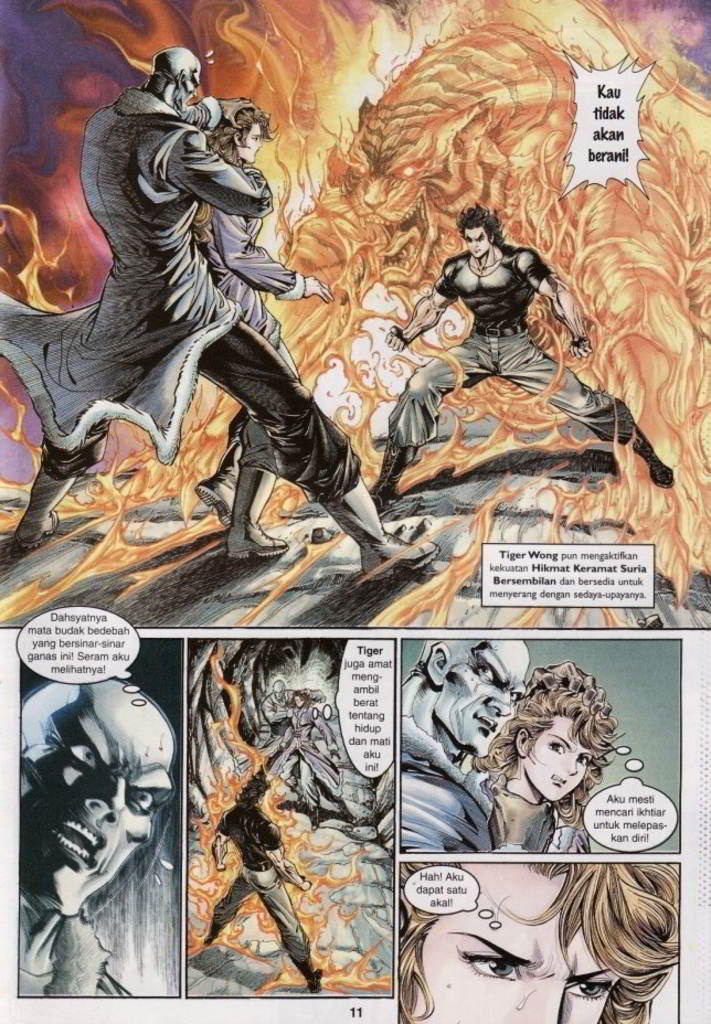 Kau
tidak
akan
berani!
Tiger Wong pun mengaktifkan
kekuatan Hikmat Keramat Suria
Bersembilan dan bersedia untuk
menyerang dengan sedaya-upayanya.
Dahsyatnya
mata budak bedebah
yang bersinar-sinar
ganas ini! Seram aku
melihatnya!
Tiger
juga amat
meng-
ambil
berat
tentang
hidup
dan mati
aku
ini!
Aku mesti
mencari ikhtiar
untuk melepas-
kan diri!
Hah! Aku
dapat satu
akal!
11